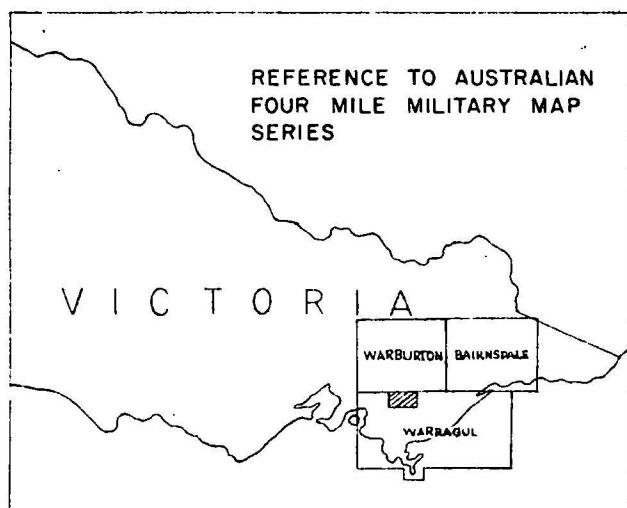 REFERENCE TO AUSTRALIAN
FOUR MILE MILITARY MAP
SERIES
VICTORIA
WARBURTON BAIRNSDALE
WARRAGUL